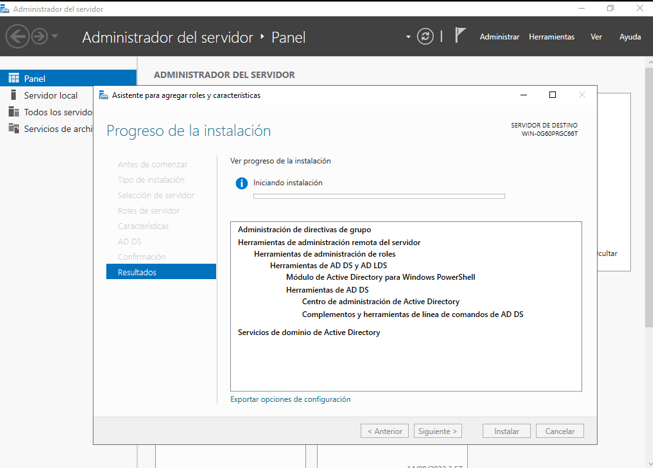 Administrador del servidor
Administrador del servidor ‣ Panel
Administrar Herramientas Ver Ayuda
Panel
Servidor local
Todos los servido
Servicios de archi
ADMINISTRADOR DEL SERVIDOR
Asistente para agregar roles y características
Progreso de la instalación
SERVIDOR DE DESTINO
WIN-0G60PRGC66T
Antes de comenzar
Tipo de instalación
Selección de servidor
Roles de servidor
Características
AD DS
Confirmación
Resultados
Ver progreso de la instalación
Iniciando instalación
Administración de directivas de grupo
Herramientas de administración remota del servidor
Herramientas de administración de roles
Herramientas de AD DS y AD LDS
Módulo de Active Directory para Windows PowerShell
Herramientas de AD DS
Centro de administración de Active Directory
Complementos y herramientas de línea de comandos de AD DS
Servicios de dominio de Active Directory
Exportar opciones de configuración
< Anterior Siguiente > Instalar Cancelar
cultar